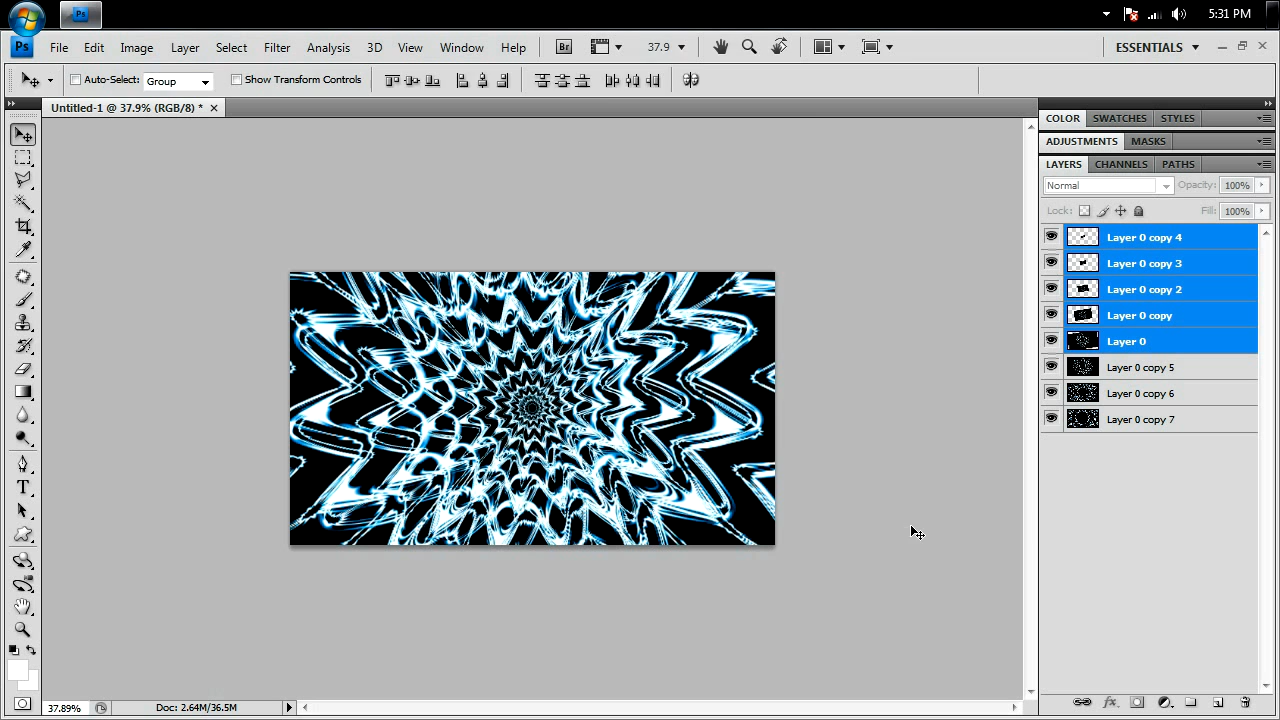 5:31 PM
Ps
Ps File Edit Image Layer Select Filter Analysis 3D View Window Help Br 37.9 ESSENTIALS
Auto-Select: Group Show Transform Controls
Untitled-1 @ 37.9% (RGB/8) *
COLOR SWATCHES STYLES
ADJUSTMENTS MASKS
LAYERS CHANNELS PATHS
Normal Opacity: 100%
Lock: Fill: 100%
Layer 0 copy 4
Layer 0 copy 3
Layer 0 copy 2
Layer 0 copy
Layer 0
Layer 0 copy 5
Layer 0 copy 6
Layer 0 copy 7
T
fx
37.89% Doc: 2.64M/36.5M